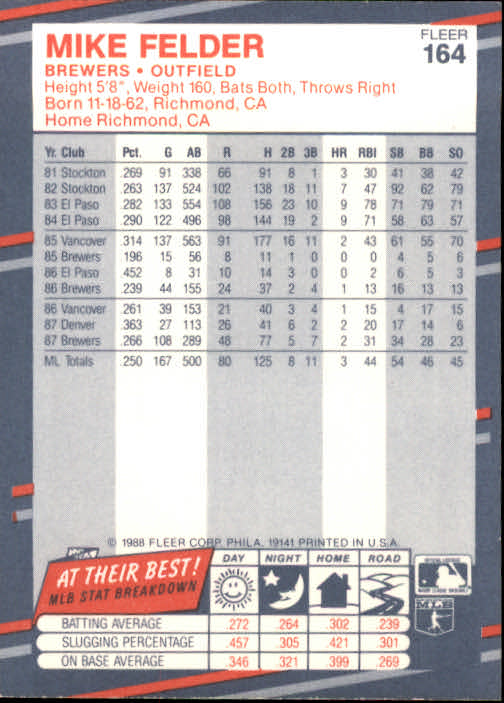 MIKE FELDER
FLEER
164
BREWERS • OUTFIELD
Height 5'8", Weight 160, Bats Both, Throws Right
Born 11-18-62, Richmond, CA
Home Richmond, CA
Yr. Club Pct. G AB R H 2B 3B HR RBI SB BB SO
81 Stockton .269 91 338 66 91 8 1 3 30 41 38 42
82 Stockton .263 137 524 102 138 18 11 7 47 92 62 79
83 El Paso .282 133 554 108 156 23 10 9 78 71 79 71
84 El Paso .290 122 496 98 144 19 2 9 71 58 63 57
85 Vancover .314 137 563 91 177 16 11 2 43 61 55 70
85 Brewers .196 15 56 8 11 1 0 0 0 4 5 6
86 El Paso .452 8 31 10 14 3 0 0 2 6 5 3
86 Brewers .239 44 155 24 37 2 4 1 13 16 13 13
86 Vancover .261 39 153 21 40 3 4 1 15 4 17 15
87 Denver .363 27 113 26 41 6 2 2 20 17 14 6
87 Brewers .266 108 289 48 77 5 7 2 31 34 28 23
ML Totals .250 167 500 80 125 8 11 3 44 54 46 45
© 1988 FLEER CORP. PHILA. 19141 PRINTED IN U.S.A.
AT THEIR BEST!
MLB STAT BREAKDOWN
DAY NIGHT HOME ROAD
BATTING AVERAGE .272 .264 .302 .239
SLUGGING PERCENTAGE .457 .305 .421 .301
ON BASE AVERAGE .346 .321 .399 .269